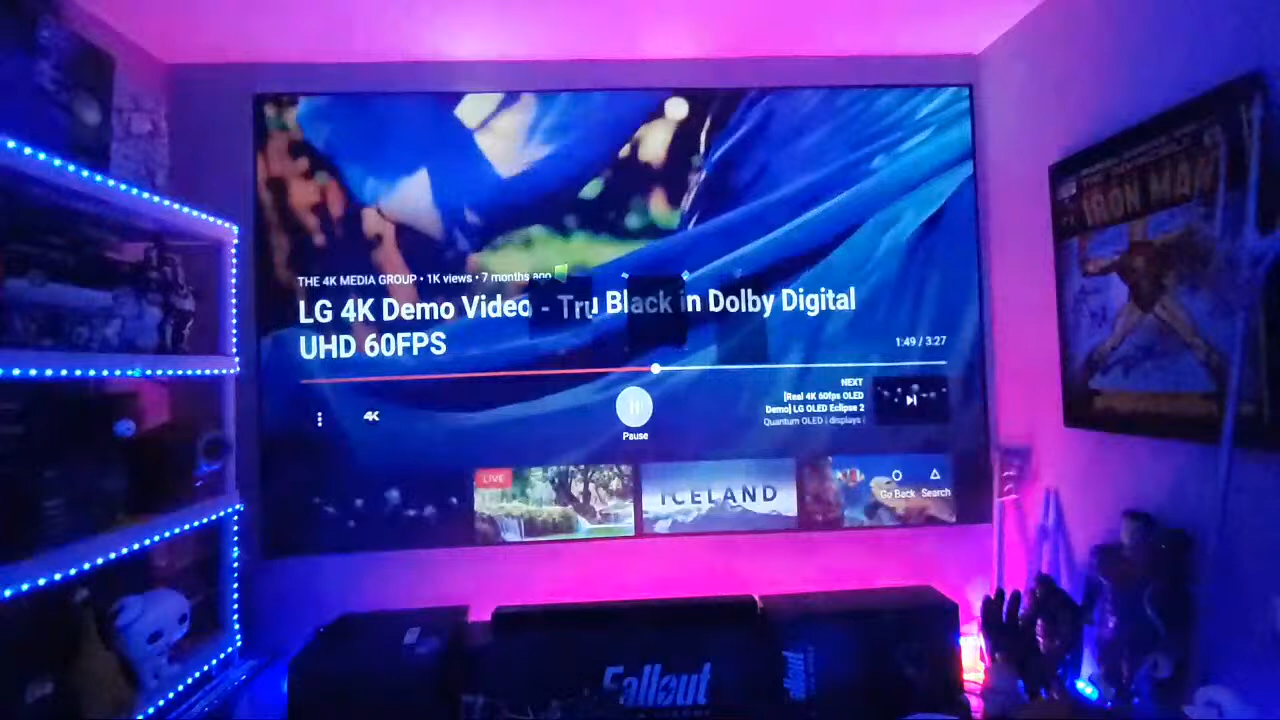 THE 4K MEDIA GROUP • 1K views • 7 months ago
LG 4K Demo Video - Tru Black in Dolby Digital
UHD 60FPS
1:49 / 3:27
NEXT
[Real 4K 60fps OLED
Demo] LG OLED Eclipse 2
Quantum OLED | displays |
4K
Pause
LIVE
ICELAND
Go Back Search
IRON MAN
Fallout
Fallout